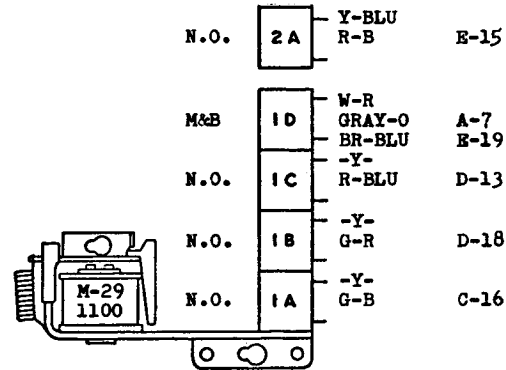 Y-BLU
N.O. 2A R-B E-15
W-R
M&B 1D GRAY-O A-7
BR-BLU E-19
-Y-
N.O. 1C R-BLU D-13
-Y-
N.O. 1B G-R D-18
-Y-
M-29 N.O. 1A G-B C-16
1100